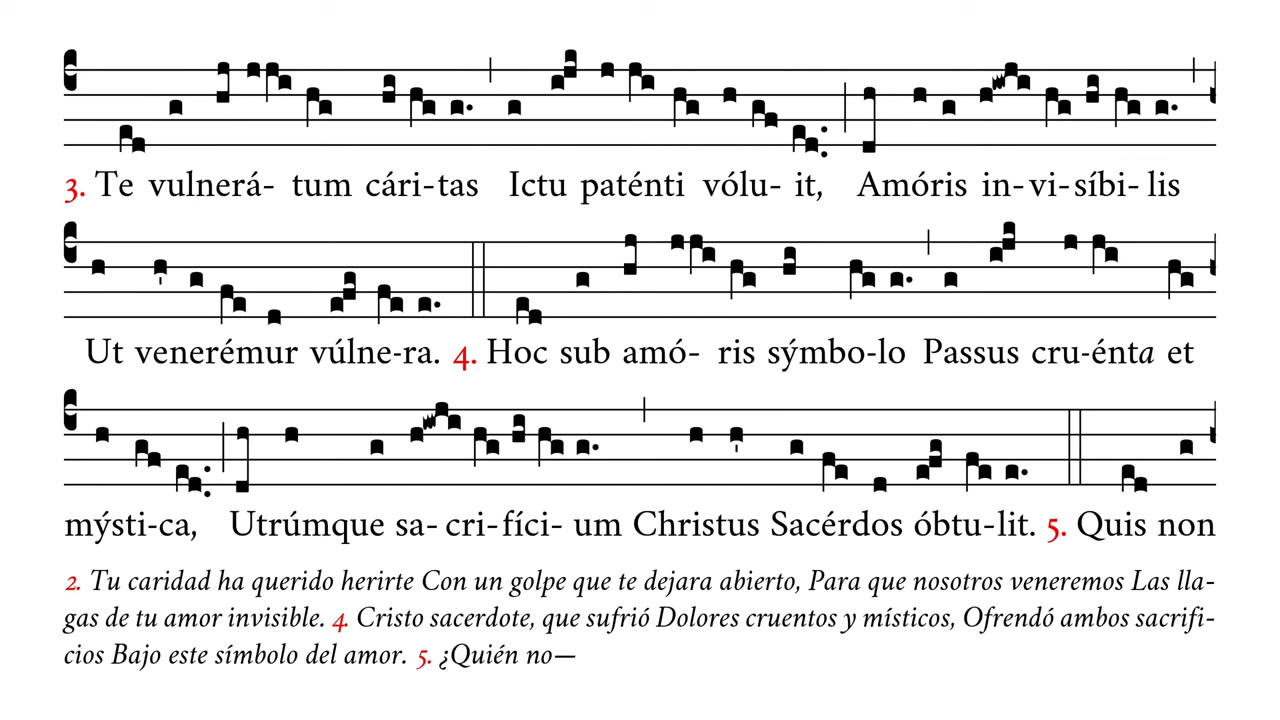 3. Te vulnerá- tum cári-tas Ictu paténti vólu- it, Amóris in-vi-síbi-lis
Ut venerémur vúlne-ra. 4. Hoc sub amó- ris sýmbo-lo Passus cru-énta et
mýsti-ca, Utrúmque sa-cri-fíci- um Christus Sacérdos óbtu-lit. 5. Quis non
2. Tu caridad ha querido herirte Con un golpe que te dejara abierto, Para que nosotros veneremos Las lla-
gas de tu amor invisible. 4. Cristo sacerdote, que sufrió Dolores cruentos y místicos, Ofrendó ambos sacrifi-
cios Bajo este símbolo del amor. 5. ¿Quién no—